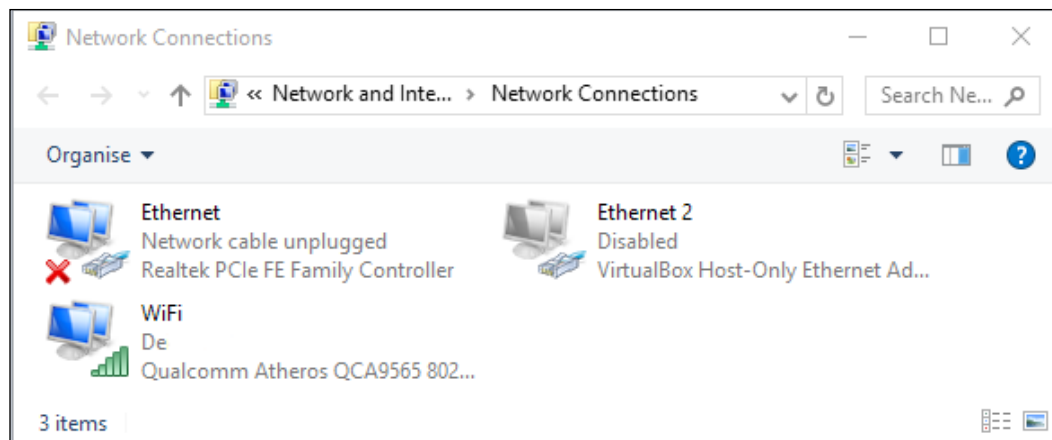 Network Connections
« Network and Inte... > Network Connections
Search Ne...
Organise
Ethernet
Network cable unplugged
Realtek PCIe FE Family Controller
Ethernet 2
Disabled
VirtualBox Host-Only Ethernet Ad...
WiFi
De
Qualcomm Atheros QCA9565 802...
3 items